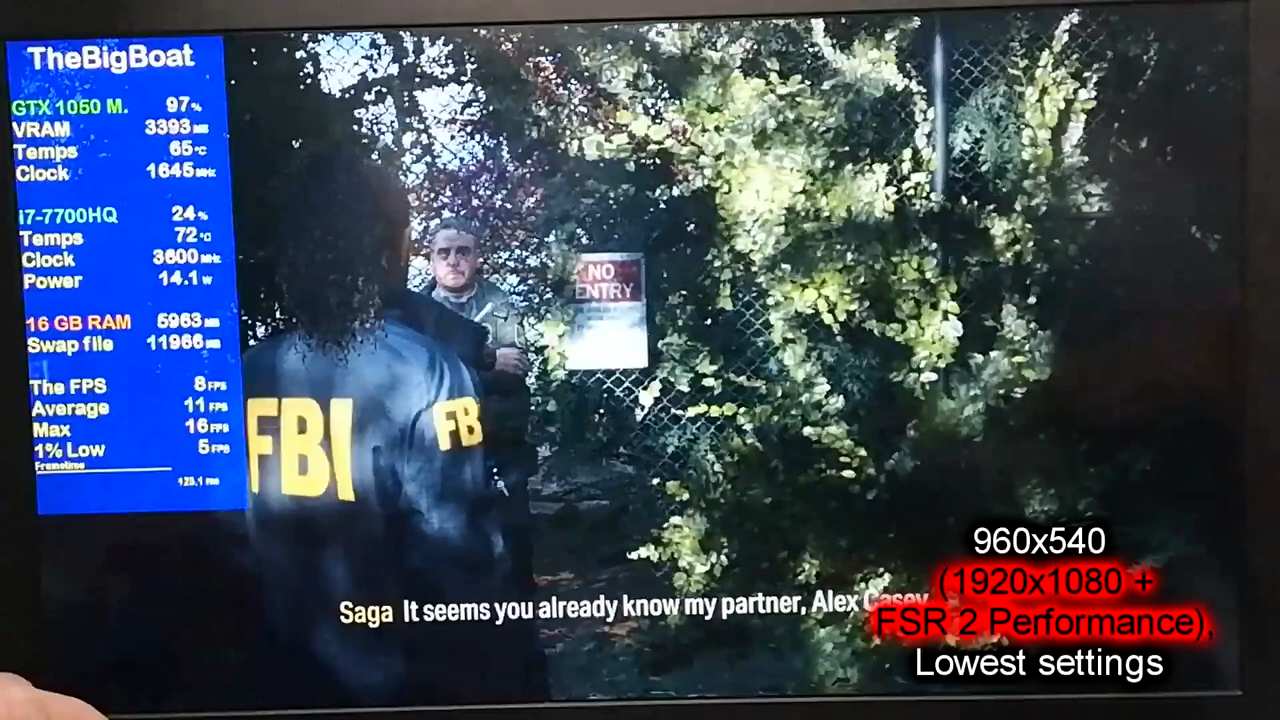 TheBigBoat
GTX 1050 M. 97%
VRAM 3393 MB
Temps 65°C
Clock 1645 MHz
i7-7700HQ 24%
Temps 72°C
Clock 3600 MHz
Power 14.1 W
16 GB RAM 5963 MB
Swap file 11966 MB
The FPS 8 FPS
Average 11 FPS
Max 16 FPS
1% Low 5 FPS
Frametime
125.1
NO
ENTRY
FBI
FB
Saga It seems you already know my partner, Alex Casey
960x540
(1920x1080 +
FSR 2 Performance),
Lowest settings